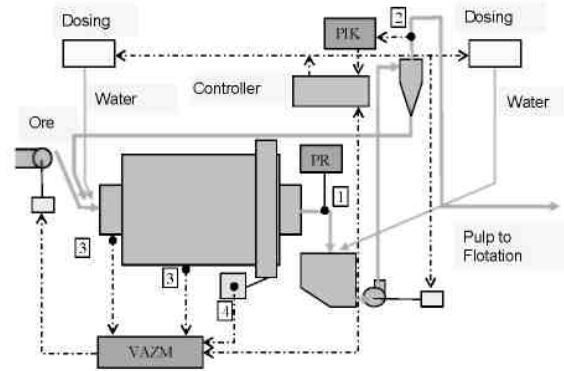 Dosing
2
Dosing
PIK
Controller
Water
Water
Ore
PR
1
3
3
4
Pulp to
Flotation
VAZM